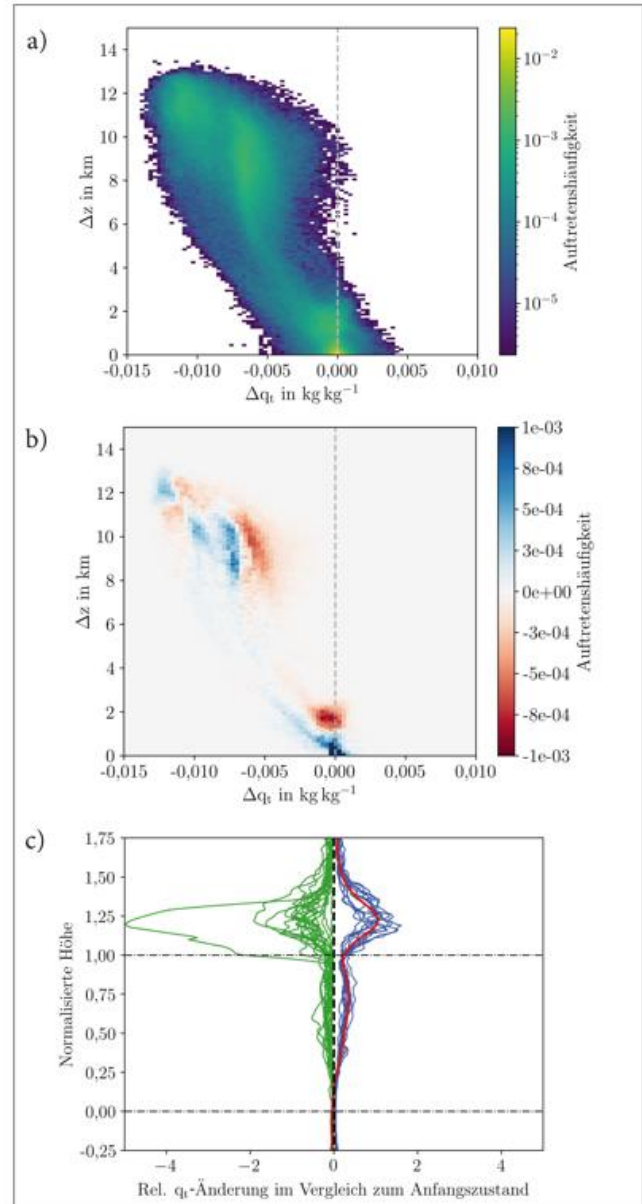 a)
14
12
10
8
6
4
2
0
Δz in km
-0,015 -0,010 -0,005 0,000 0,005 0,010
Δqₜ in kg kg⁻¹
10⁻²
10⁻³
10⁻⁴
10⁻⁵
Auftretenshäufigkeit
b)
14
12
10
8
6
4
2
0
Δz in km
-0,015 -0,010 -0,005 0,000 0,005 0,010
Δqₜ in kg kg⁻¹
1e-03
8e-04
5e-04
3e-04
0e+00
-3e-04
-5e-04
-8e-04
-1e-03
Auftretenshäufigkeit
c)
1,75
1,50
1,25
1,00
0,75
0,50
0,25
0,00
-0,25
Normalisierte Höhe
−4 −2 0 2 4
Rel. qₜ-Änderung im Vergleich zum Anfangszustand